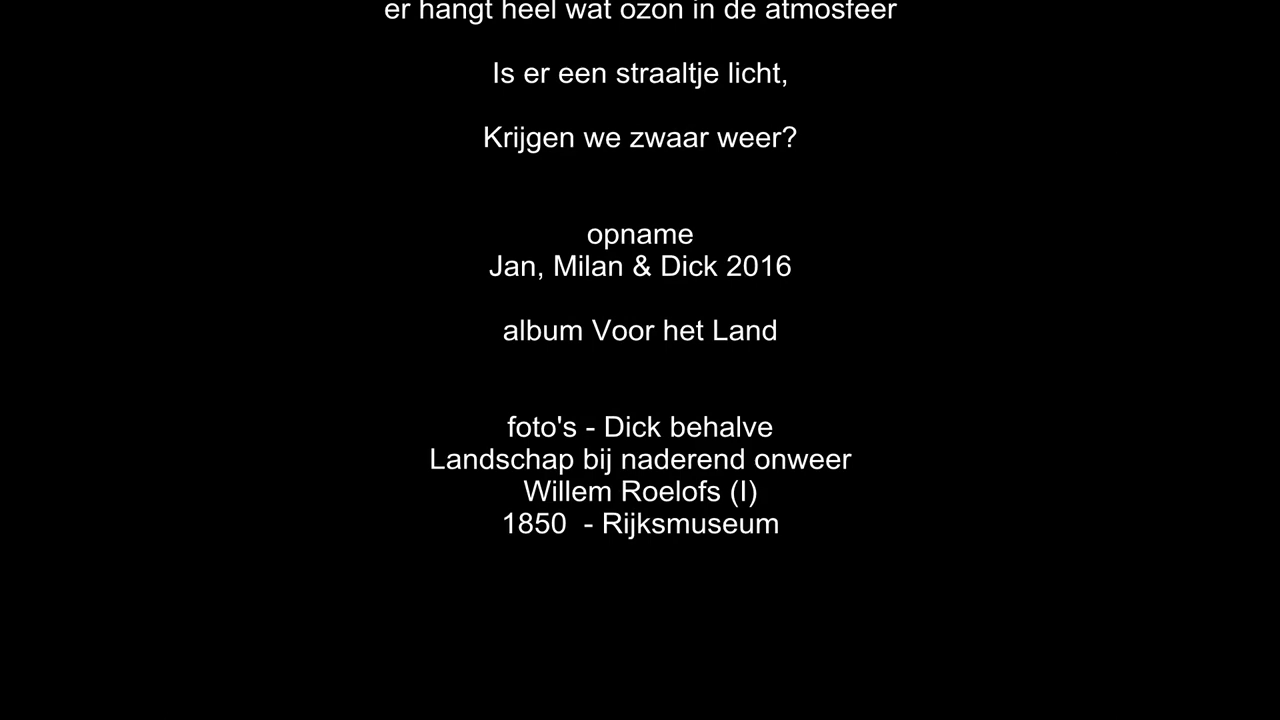 er hangt heel wat ozon in de atmosfeer
Is er een straaltje licht,
Krijgen we zwaar weer?
opname
Jan, Milan & Dick 2016
album Voor het Land
foto's - Dick behalve
Landschap bij naderend onweer
Willem Roelofs (I)
1850  - Rijksmuseum